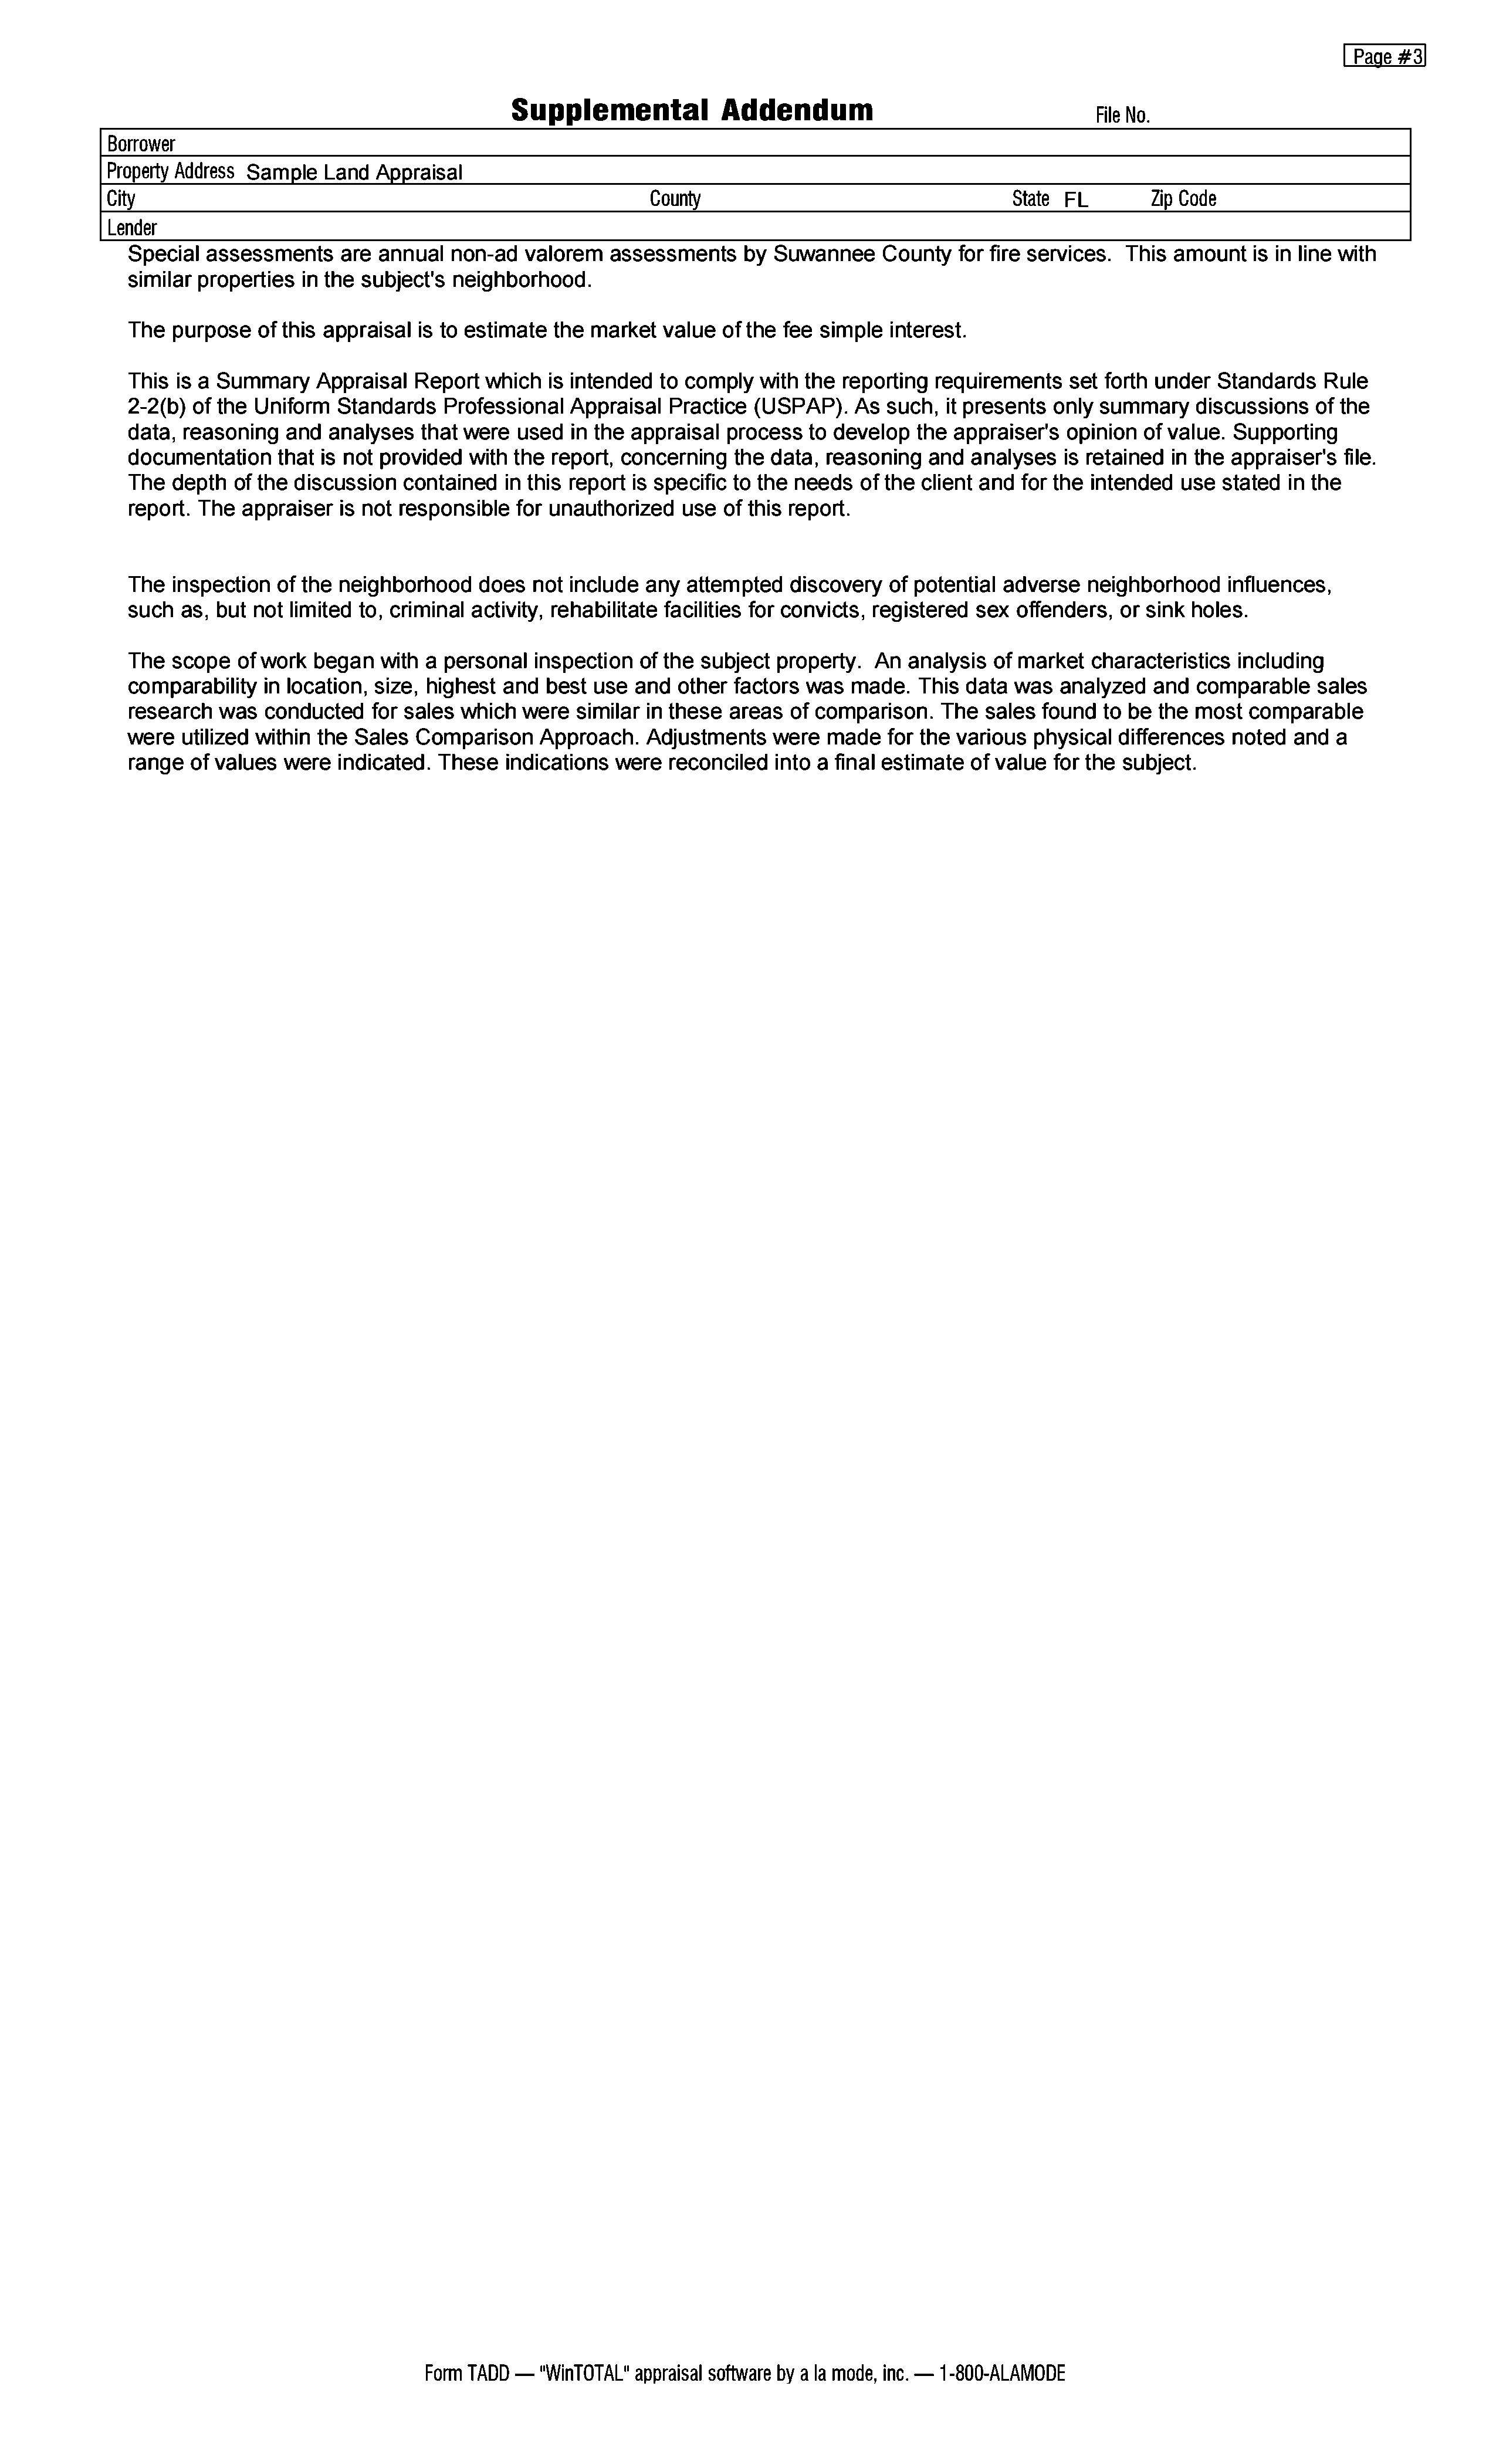 Page #3
Supplemental Addendum File No.
Borrower
Property Address Sample Land Appraisal
City County State FL Zip Code
Lender
Special assessments are annual non-ad valorem assessments by Suwannee County for fire services. This amount is in line with
similar properties in the subject's neighborhood.
The purpose of this appraisal is to estimate the market value of the fee simple interest.
This is a Summary Appraisal Report which is intended to comply with the reporting requirements set forth under Standards Rule
2-2(b) of the Uniform Standards Professional Appraisal Practice (USPAP). As such, it presents only summary discussions of the
data, reasoning and analyses that were used in the appraisal process to develop the appraiser's opinion of value. Supporting
documentation that is not provided with the report, concerning the data, reasoning and analyses is retained in the appraiser's file.
The depth of the discussion contained in this report is specific to the needs of the client and for the intended use stated in the
report. The appraiser is not responsible for unauthorized use of this report.
The inspection of the neighborhood does not include any attempted discovery of potential adverse neighborhood influences,
such as, but not limited to, criminal activity, rehabilitate facilities for convicts, registered sex offenders, or sink holes.
The scope of work began with a personal inspection of the subject property. An analysis of market characteristics including
comparability in location, size, highest and best use and other factors was made. This data was analyzed and comparable sales
research was conducted for sales which were similar in these areas of comparison. The sales found to be the most comparable
were utilized within the Sales Comparison Approach. Adjustments were made for the various physical differences noted and a
range of values were indicated. These indications were reconciled into a final estimate of value for the subject.
Form TADD — "WinTOTAL" appraisal software by a la mode, inc. — 1-800-ALAMODE